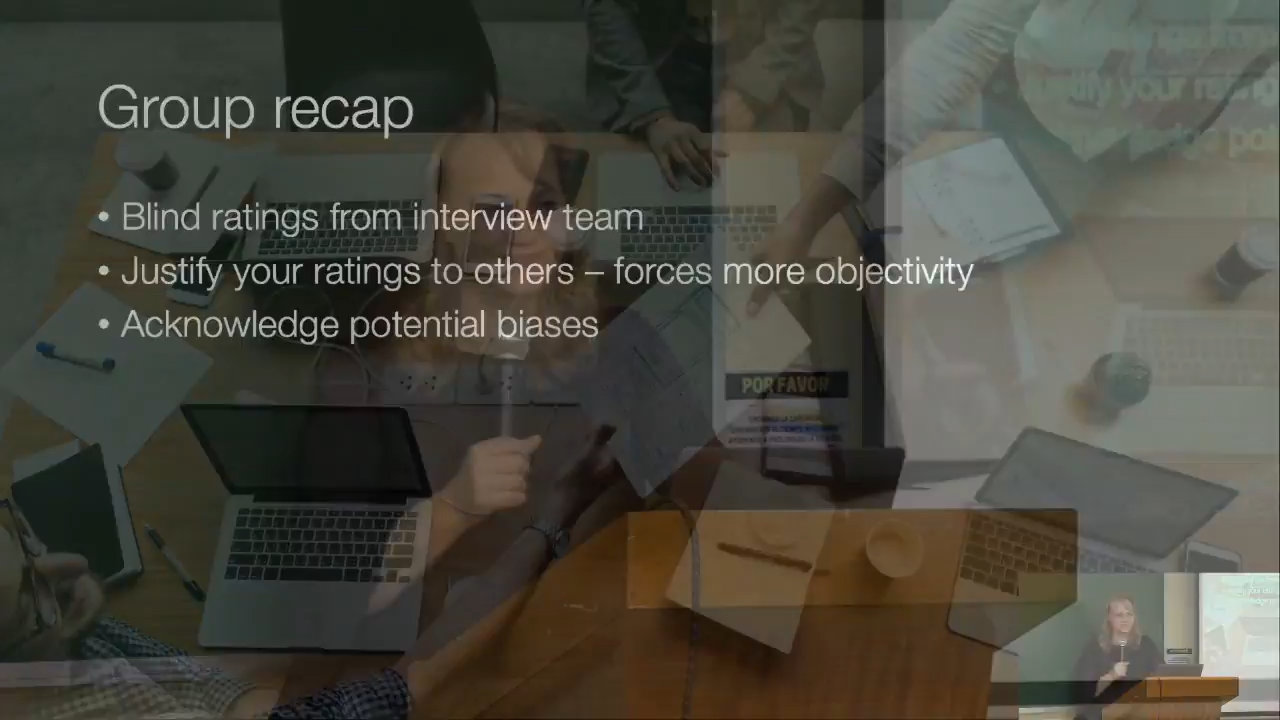 Group recap
• Blind ratings from interview team
• Justify your ratings to others – forces more objectivity
• Acknowledge potential biases
POR FAVOR